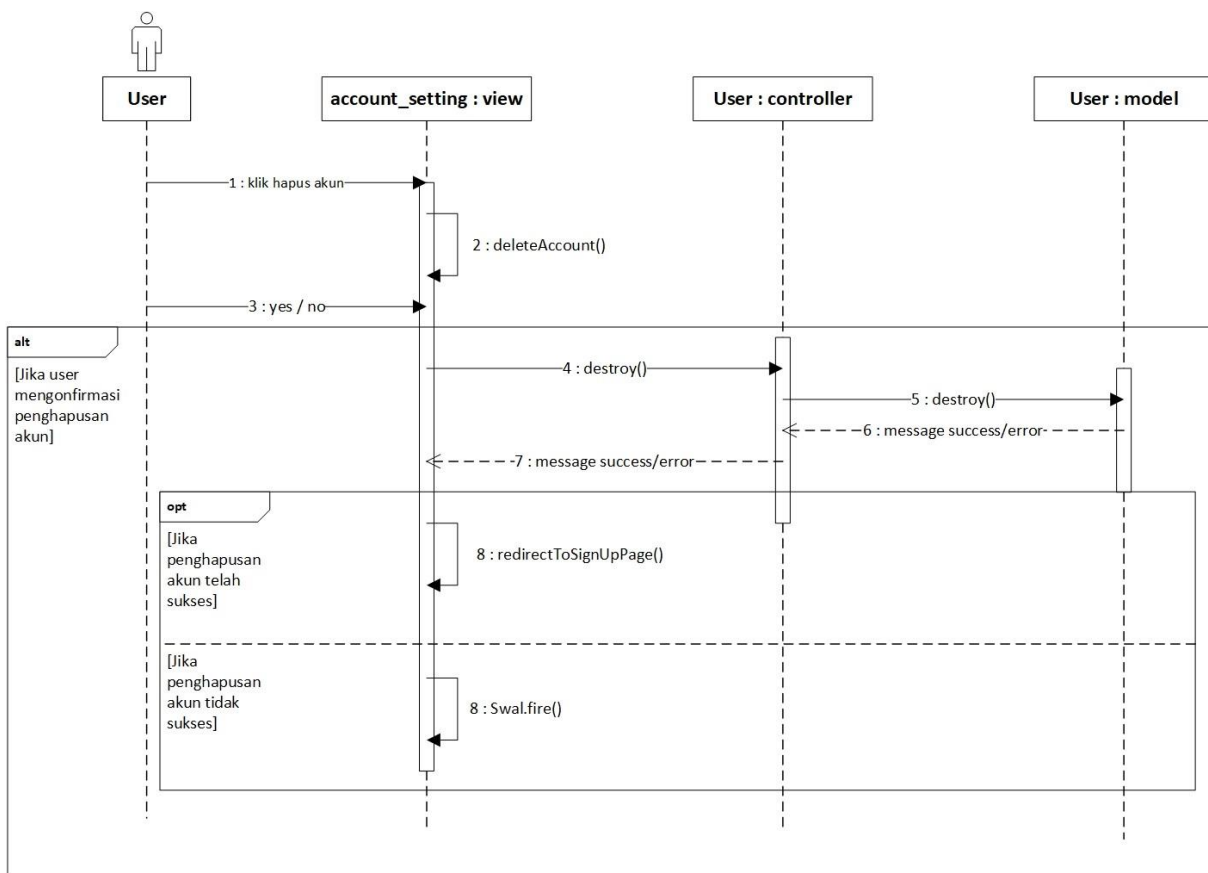 User
account_setting : view
User : controller
User : model
1 : klik hapus akun
2 : deleteAccount()
3 : yes / no
alt
[Jika user
mengonfirmasi
penghapusan
akun]
4 : destroy()
5 : destroy()
6 : message success/error
7 : message success/error
opt
[Jika
penghapusan
akun telah
sukses]
8 : redirectToSignUpPage()
[Jika
penghapusan
akun tidak
sukses]
8 : Swal.fire()